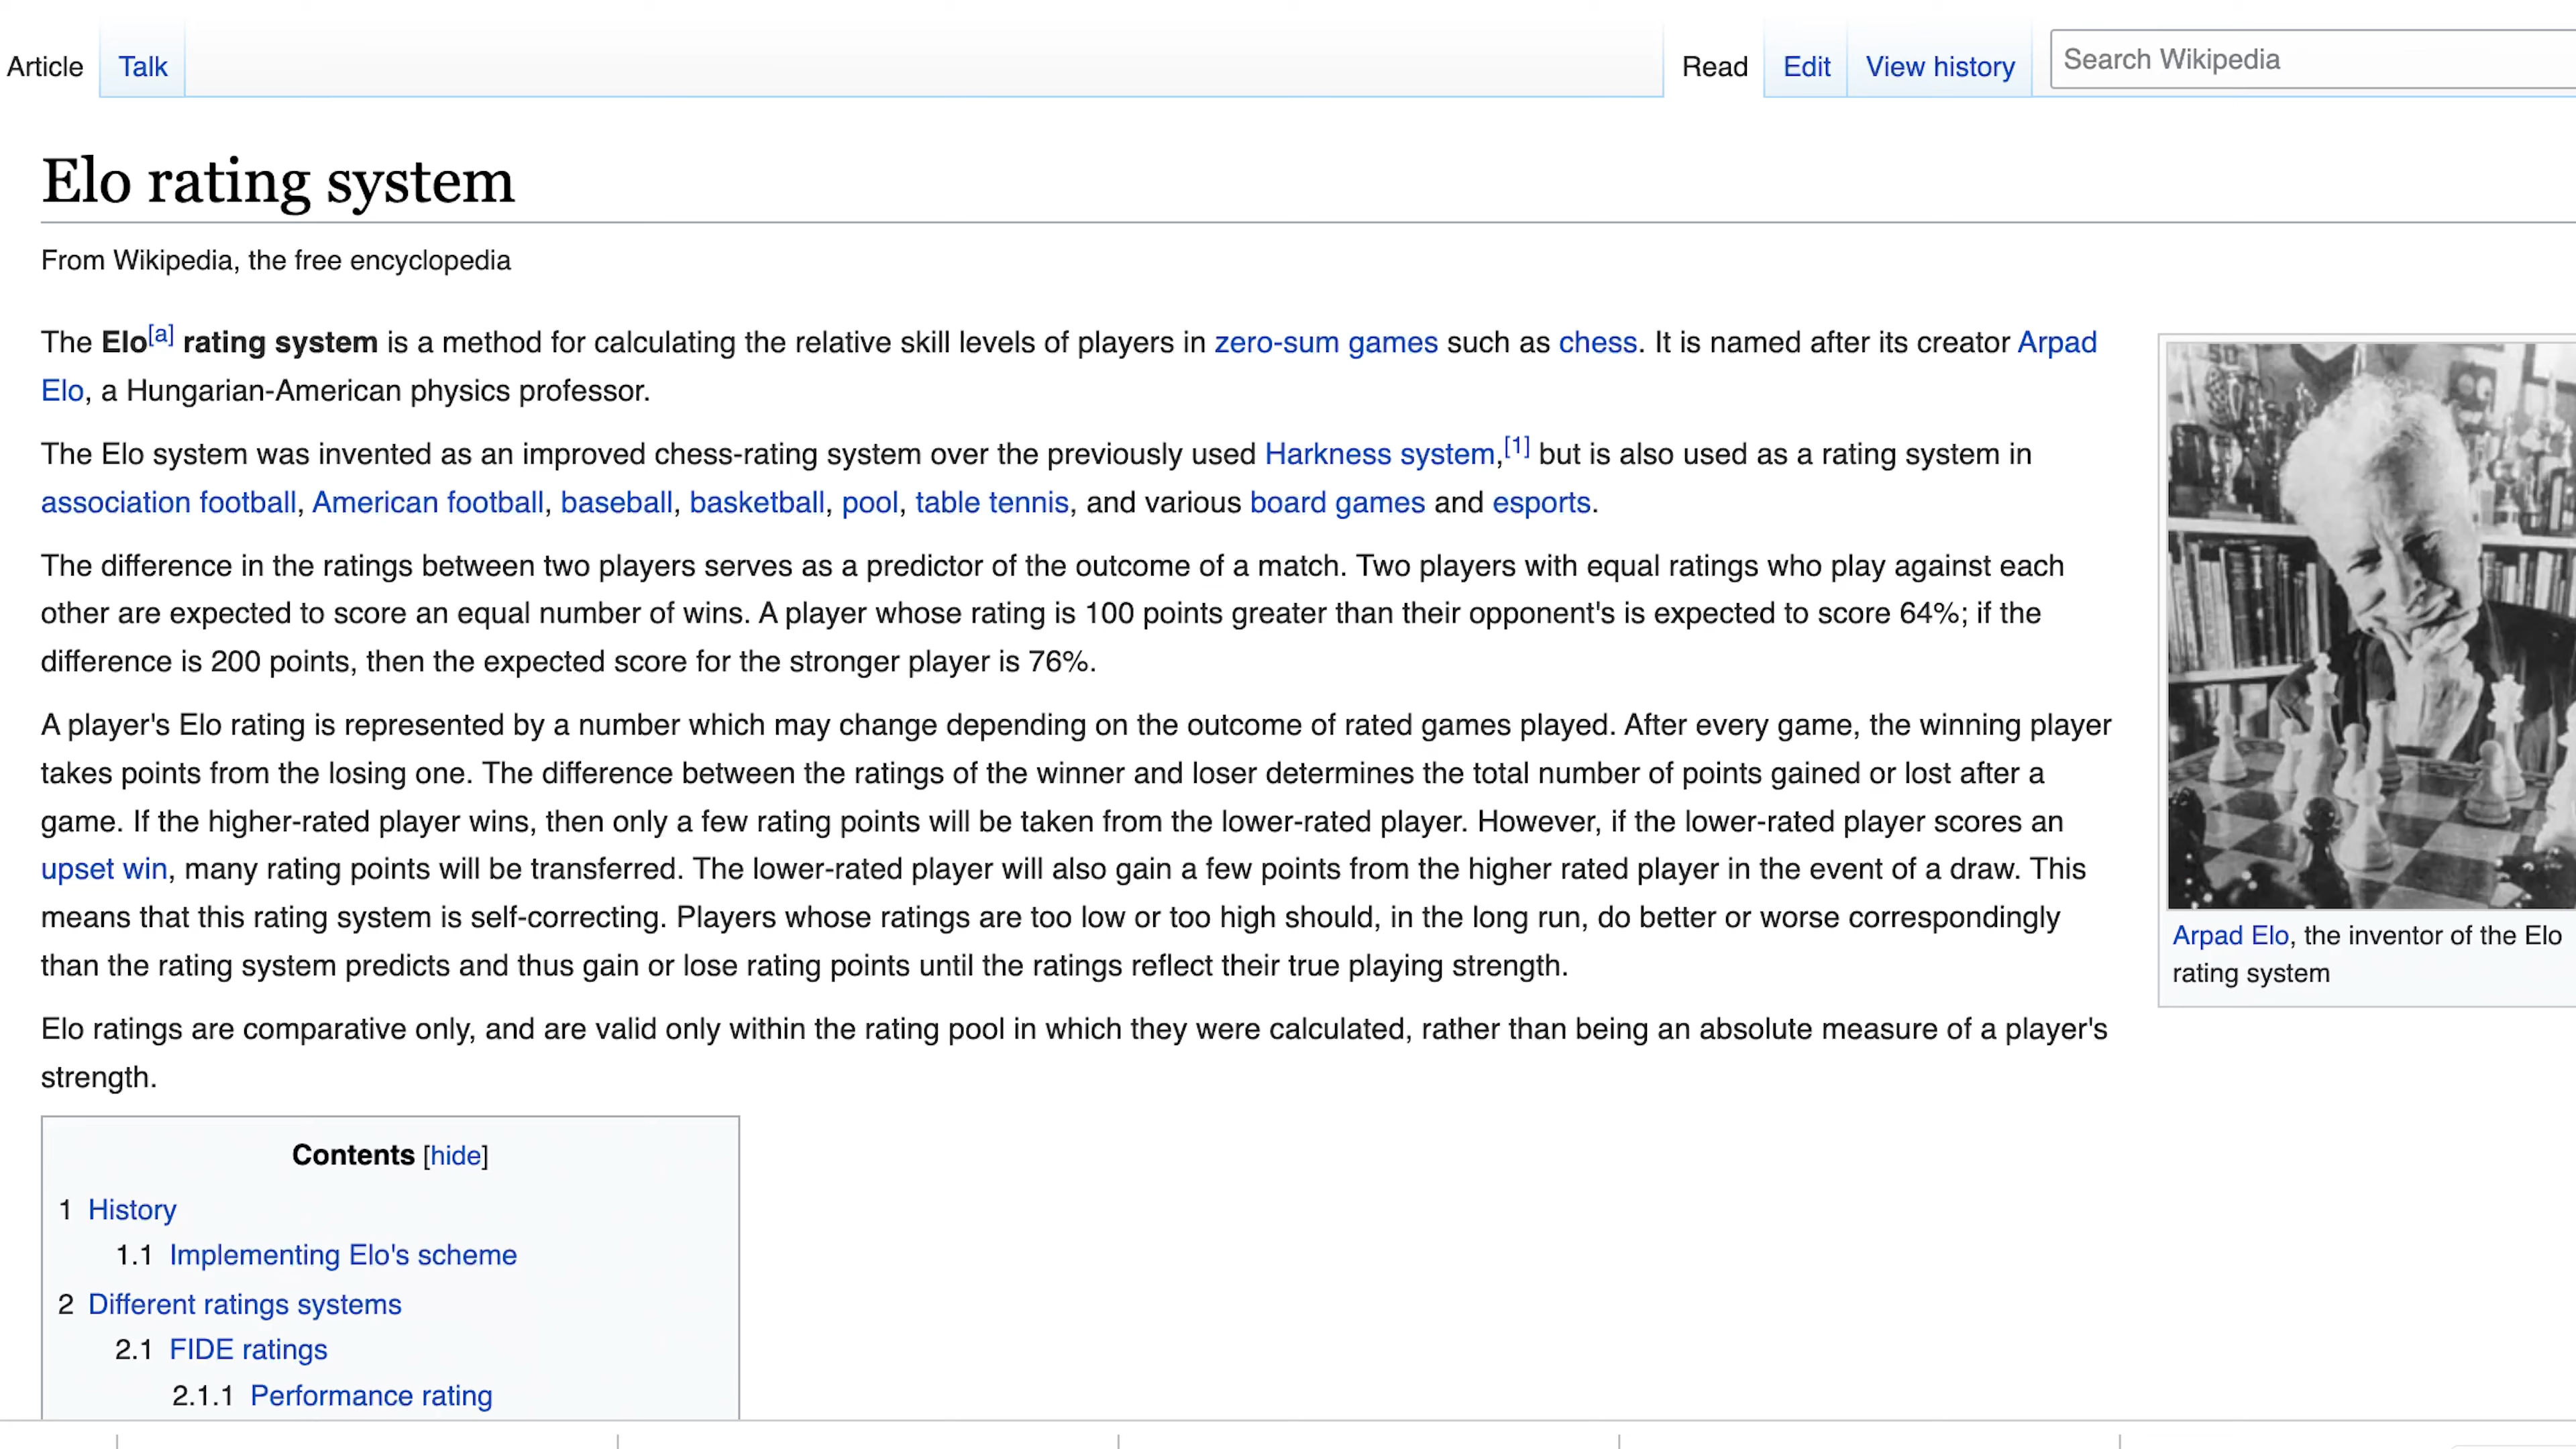 Article Talk Read Edit View history Search Wikipedia
Elo rating system
From Wikipedia, the free encyclopedia
The Elo[a] rating system is a method for calculating the relative skill levels of players in zero-sum games such as chess. It is named after its creator Arpad
Elo, a Hungarian-American physics professor.
The Elo system was invented as an improved chess-rating system over the previously used Harkness system,[1] but is also used as a rating system in
association football, American football, baseball, basketball, pool, table tennis, and various board games and esports.
The difference in the ratings between two players serves as a predictor of the outcome of a match. Two players with equal ratings who play against each
other are expected to score an equal number of wins. A player whose rating is 100 points greater than their opponent's is expected to score 64%; if the
difference is 200 points, then the expected score for the stronger player is 76%.
A player's Elo rating is represented by a number which may change depending on the outcome of rated games played. After every game, the winning player
takes points from the losing one. The difference between the ratings of the winner and loser determines the total number of points gained or lost after a
game. If the higher-rated player wins, then only a few rating points will be taken from the lower-rated player. However, if the lower-rated player scores an
upset win, many rating points will be transferred. The lower-rated player will also gain a few points from the higher rated player in the event of a draw. This
means that this rating system is self-correcting. Players whose ratings are too low or too high should, in the long run, do better or worse correspondingly
than the rating system predicts and thus gain or lose rating points until the ratings reflect their true playing strength.
Elo ratings are comparative only, and are valid only within the rating pool in which they were calculated, rather than being an absolute measure of a player's
strength.
Arpad Elo, the inventor of the Elo
rating system
Contents [hide]
1 History
1.1 Implementing Elo's scheme
2 Different ratings systems
2.1 FIDE ratings
2.1.1 Performance rating